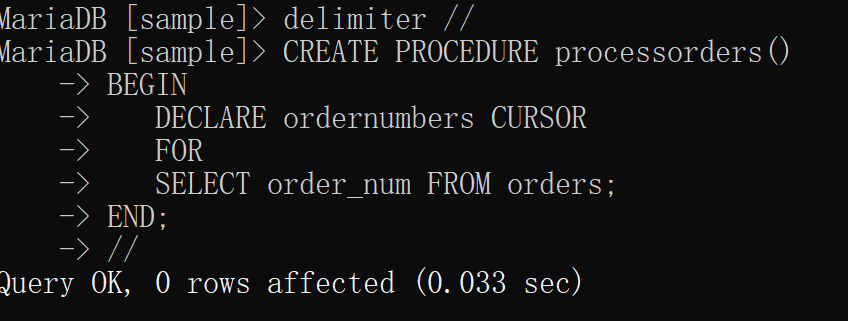 MariaDB [sample]> delimiter //
MariaDB [sample]> CREATE PROCEDURE processorders()
    -> BEGIN
    ->    DECLARE ordernumbers CURSOR
    ->    FOR
    ->    SELECT order_num FROM orders;
    -> END;
    -> //
Query OK, 0 rows affected (0.033 sec)